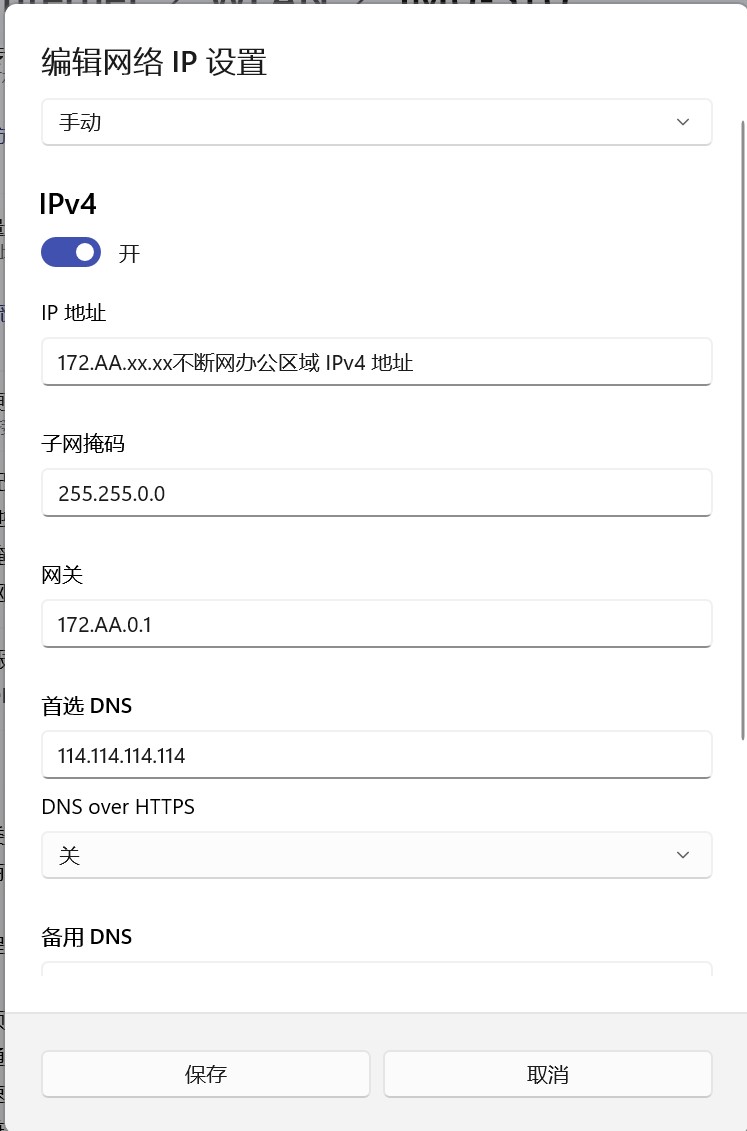 编辑网络 IP 设置
手动
IPv4
开
IP 地址
172.AA.xx.xx不断网办公区域 IPv4 地址
子网掩码
255.255.0.0
网关
172.AA.0.1
首选 DNS
114.114.114.114
DNS over HTTPS
关
备用 DNS
保存
取消